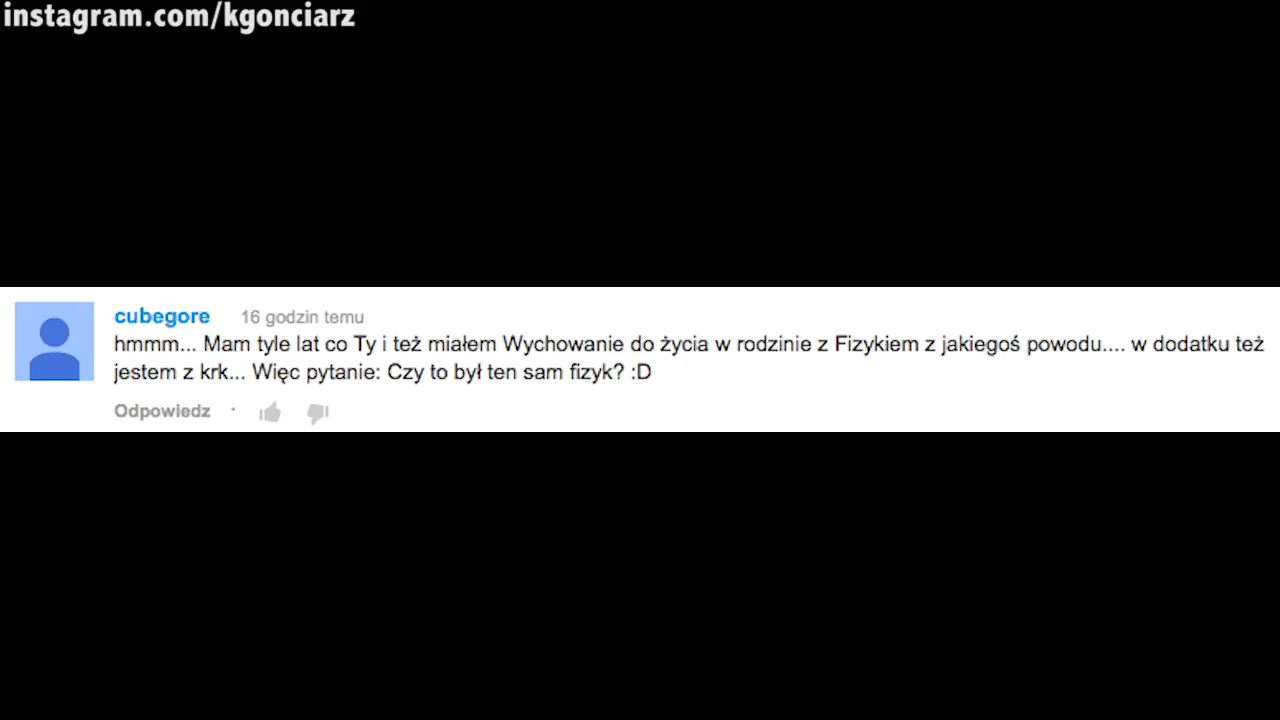 instagram.com/kgonciarz
cubegore 16 godzin temu
hmmm... Mam tyle lat co Ty i też miałem Wychowanie do życia w rodzinie z Fizykiem z jakiegoś powodu.... w dodatku też
jestem z krk... Więc pytanie: Czy to był ten sam fizyk? :D
Odpowiedz ·